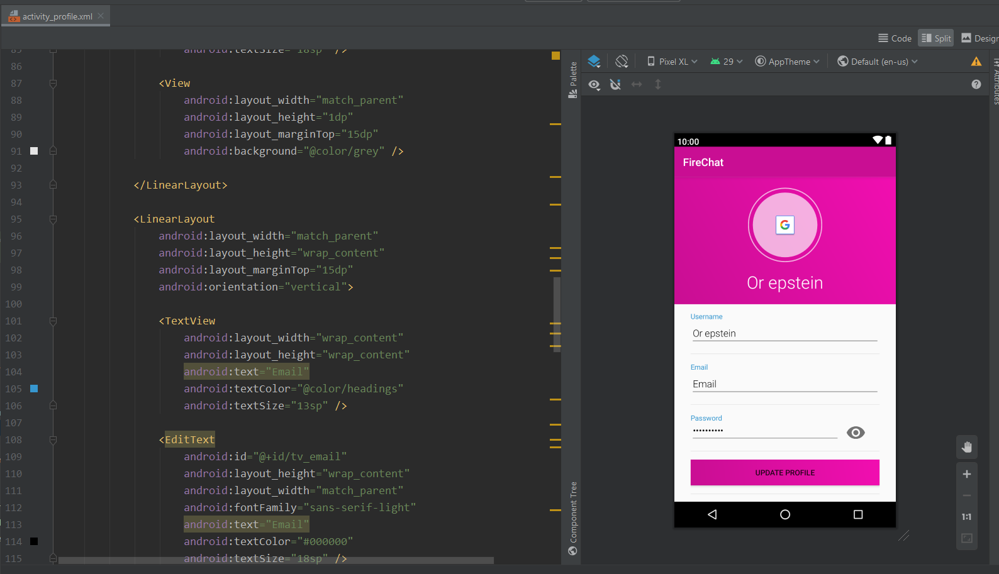 activity_profile.xml
Code Split Design
85 android:textSize="18sp" />
86
87 <View
88 android:layout_width="match_parent"
89 android:layout_height="1dp"
90 android:layout_marginTop="15dp"
91 android:background="@color/grey" />
92
93 </LinearLayout>
94
95 <LinearLayout
96 android:layout_width="match_parent"
97 android:layout_height="wrap_content"
98 android:layout_marginTop="15dp"
99 android:orientation="vertical">
100
101 <TextView
102 android:layout_width="wrap_content"
103 android:layout_height="wrap_content"
104 android:text="Email"
105 android:textColor="@color/headings"
106 android:textSize="13sp" />
107
108 <EditText
109 android:id="@+id/tv_email"
110 android:layout_height="wrap_content"
111 android:layout_width="match_parent"
112 android:fontFamily="sans-serif-light"
113 android:text="Email"
114 android:textColor="#000000"
115 android:textSize="18sp" />
Palette
Component Tree
Pixel XL 29 AppTheme Default (en-us)
Attributes
10:00
FireChat
G
Or epstein
Username
Or epstein
Email
Email
Password
••••••••••
UPDATE PROFILE
1:1